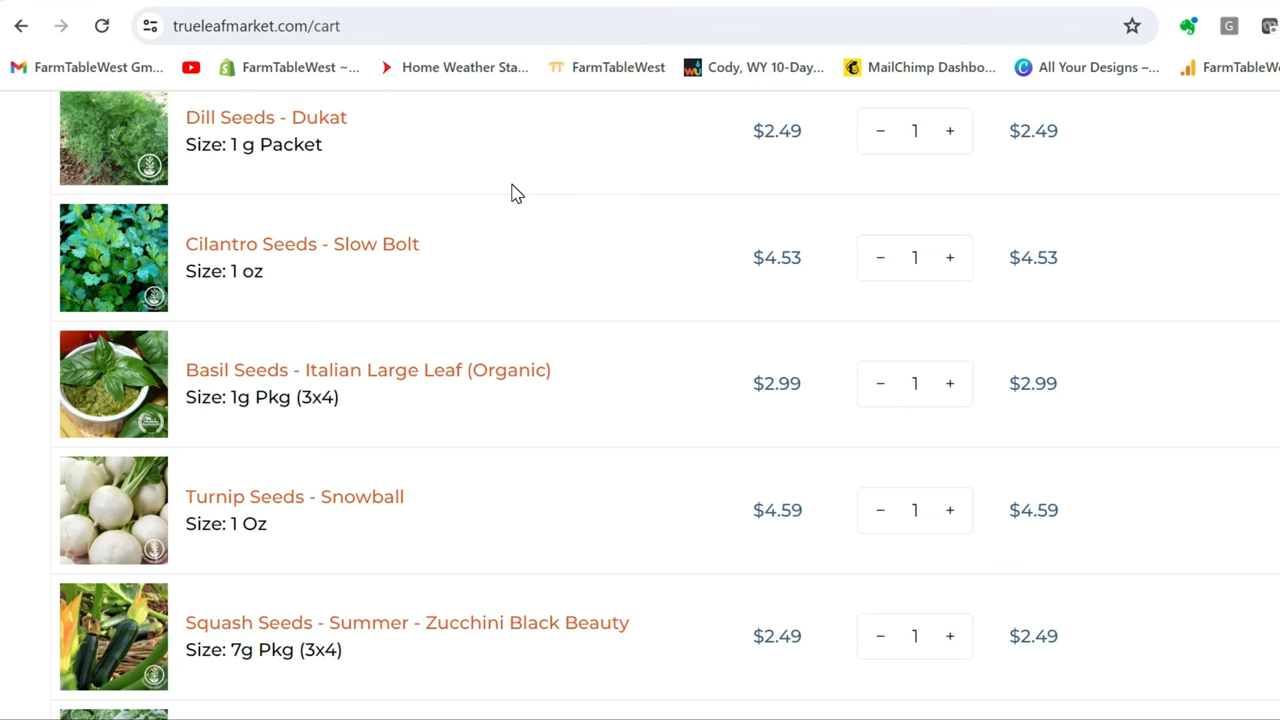 trueleafmarket.com/cart
FarmTableWest Gm... FarmTableWest ~... Home Weather Sta... FarmTableWest Cody, WY 10-Day... MailChimp Dashbo... All Your Designs –... FarmTableWe
Dill Seeds - Dukat
Size: 1 g Packet
$2.49 − 1 + $2.49
Cilantro Seeds - Slow Bolt
Size: 1 oz
$4.53 − 1 + $4.53
Basil Seeds - Italian Large Leaf (Organic)
Size: 1g Pkg (3x4)
$2.99 − 1 + $2.99
Turnip Seeds - Snowball
Size: 1 Oz
$4.59 − 1 + $4.59
Squash Seeds - Summer - Zucchini Black Beauty
Size: 7g Pkg (3x4)
$2.49 − 1 + $2.49